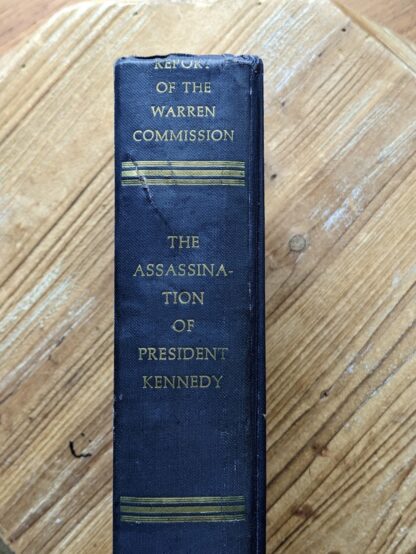 REPORT
OF THE
WARREN
COMMISSION
THE
ASSASSINA-
TION
OF
PRESIDENT
KENNEDY